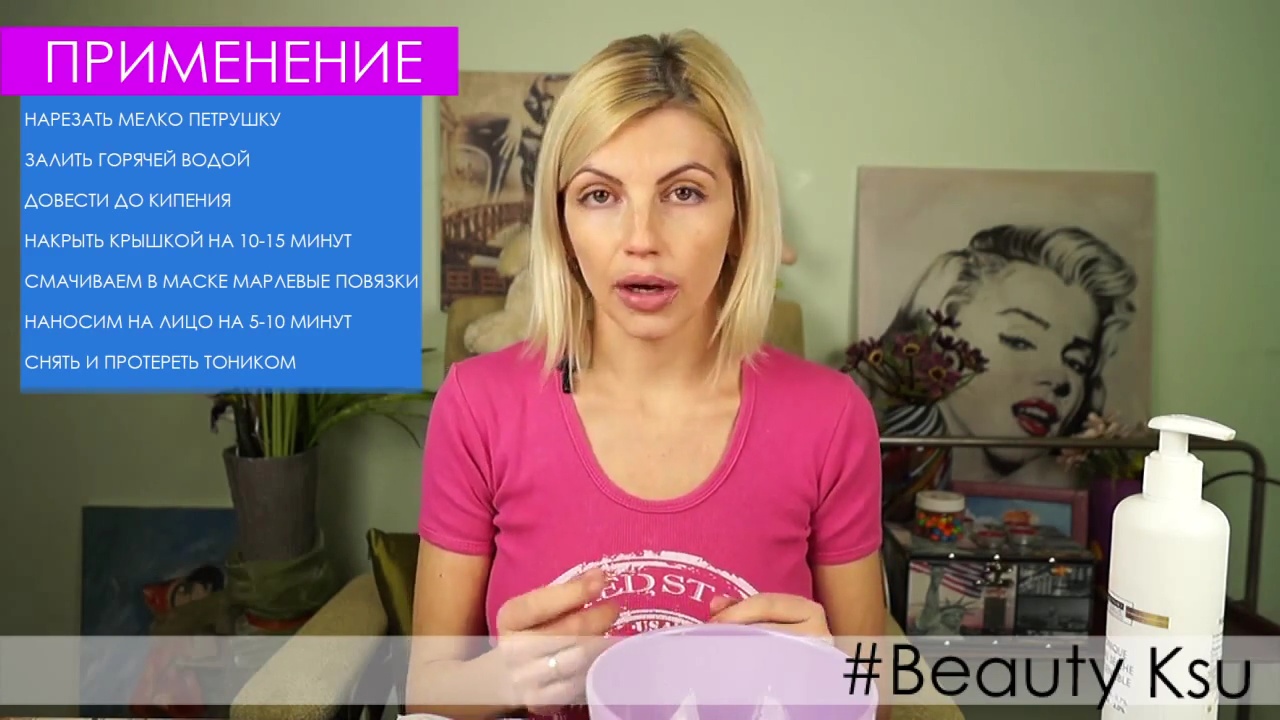 ПРИМЕНЕНИЕ
НАРЕЗАТЬ МЕЛКО ПЕТРУШКУ
ЗАЛИТЬ ГОРЯЧЕЙ ВОДОЙ
ДОВЕСТИ ДО КИПЕНИЯ
НАКРЫТЬ КРЫШКОЙ НА 10-15 МИНУТ
СМАЧИВАЕМ В МАСКЕ МАРЛЕВЫЕ ПОВЯЗКИ
НАНОСИМ НА ЛИЦО НА 5-10 МИНУТ
СНЯТЬ И ПРОТЕРЕТЬ ТОНИКОМ
USA
#Beauty Ksu